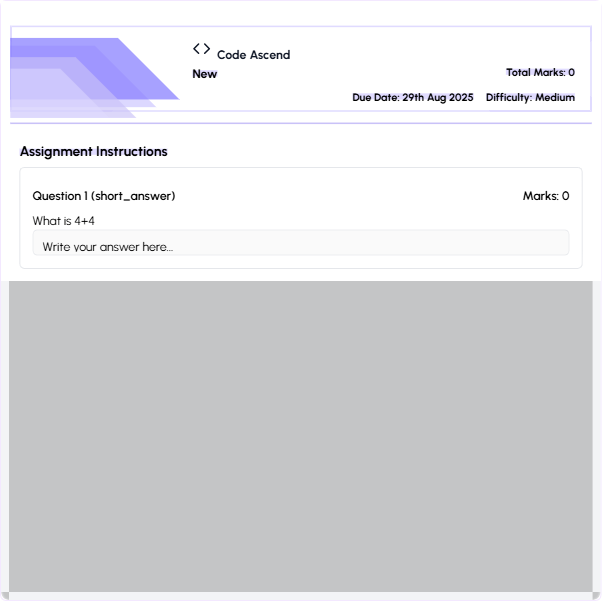 <> Code Ascend
New
Total Marks: 0
Due Date: 29th Aug 2025 Difficulty: Medium
Assignment Instructions
Question 1 (short_answer) Marks: 0
What is 4+4
Write your answer here...